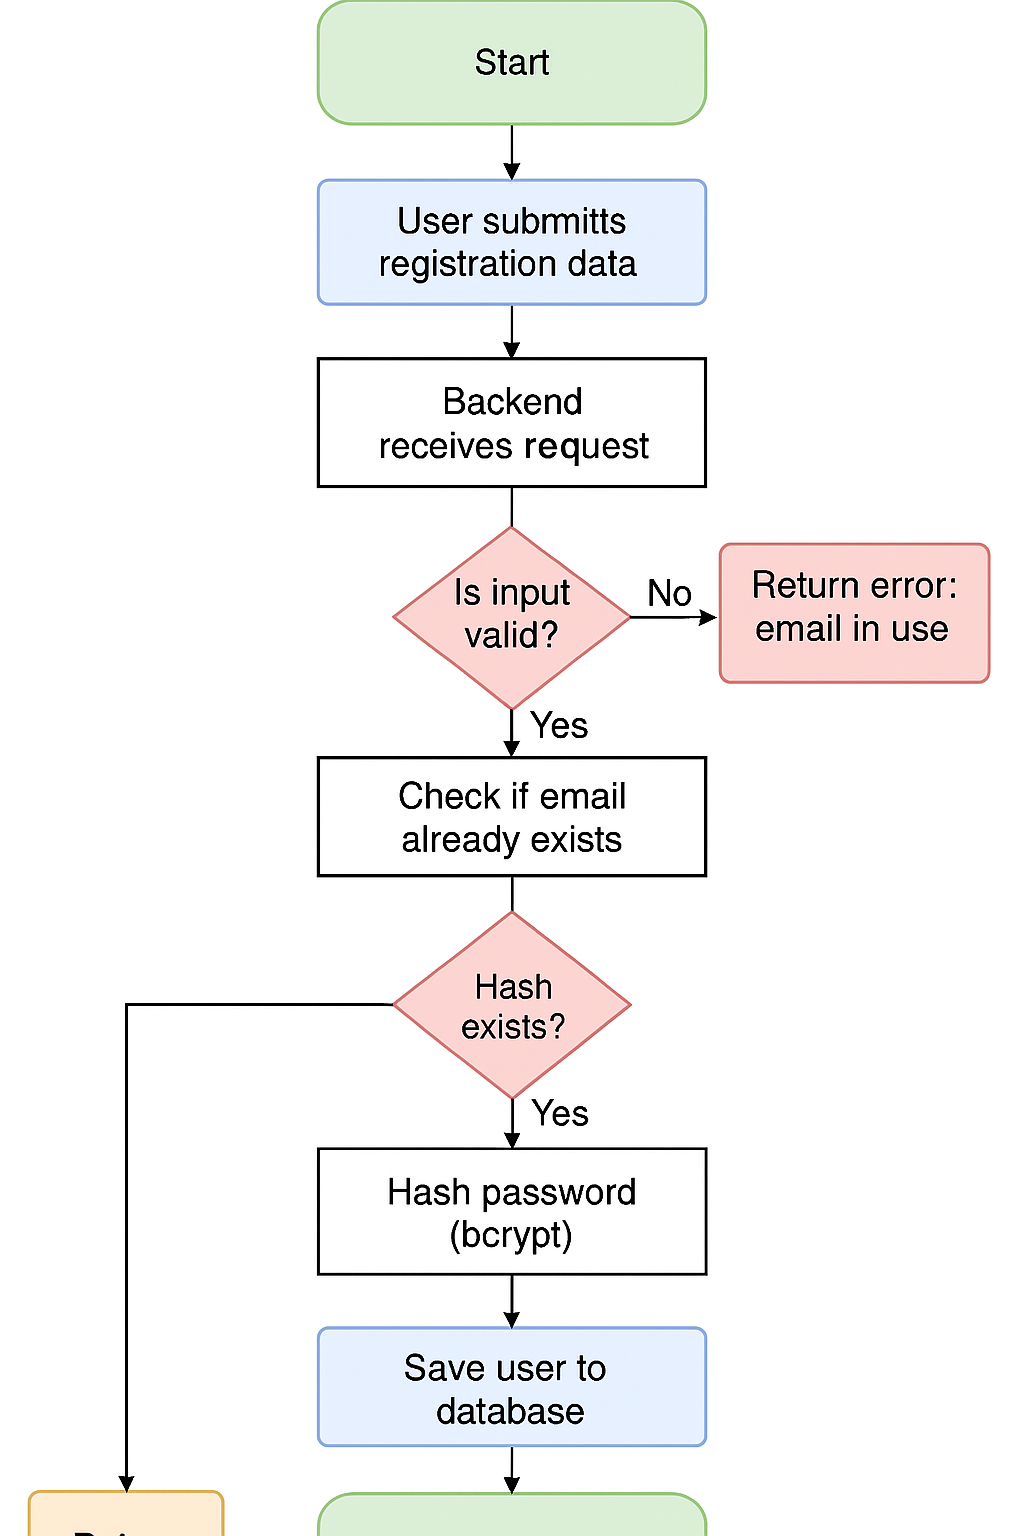 Start
User submitts
registration data
Backend
receives request
Is input
valid?
No
Return error:
email in use
Yes
Check if email
already exists
Hash
exists?
Yes
Hash password
(bcrypt)
Save user to
database